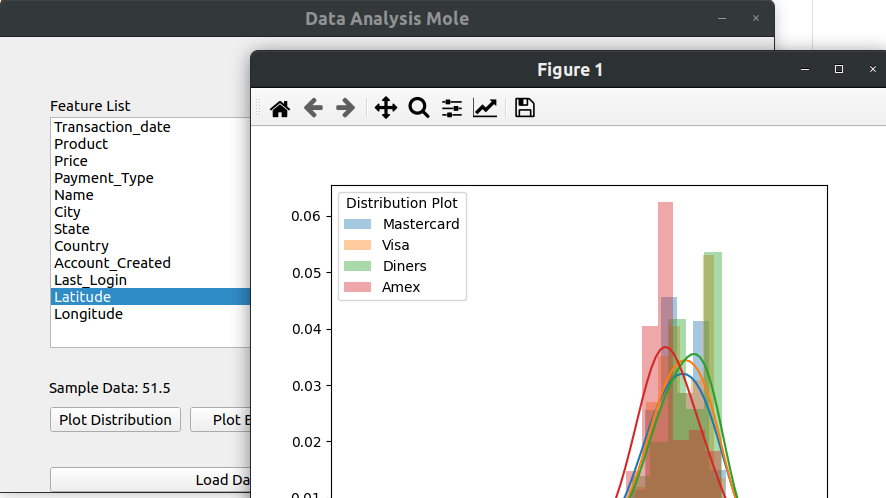 Data Analysis Mole
Figure 1
Feature List
Transaction_date
Product
Price
Payment_Type
Name
City
State
Country
Account_Created
Last_Login
Latitude
Longitude
Sample Data: 51.5
Plot Distribution
Plot
Load Da
Distribution Plot
Mastercard
Visa
Diners
Amex
0.06
0.05
0.04
0.03
0.02
0.01